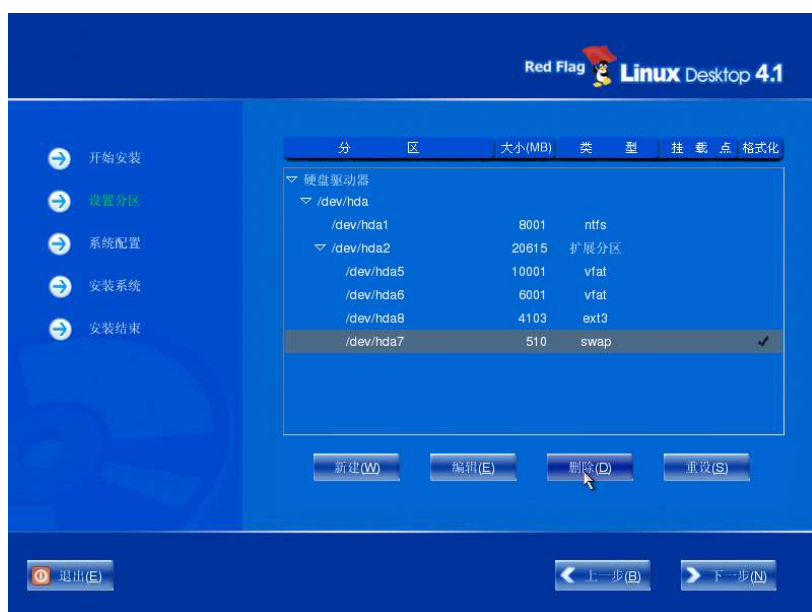 Red Flag Linux Desktop 4.1
开始安装
设置分区
系统配置
安装系统
安装结束
分 区 大小(MB) 类 型 挂 载 点 格式化
硬盘驱动器
/dev/hda
/dev/hda1 8001 ntfs
/dev/hda2 20615 扩展分区
/dev/hda5 10001 vfat
/dev/hda6 6001 vfat
/dev/hda8 4103 ext3
/dev/hda7 510 swap
新建(W) 编辑(E) 删除(D) 重设(S)
退出(E) 上一步(B) 下一步(N)